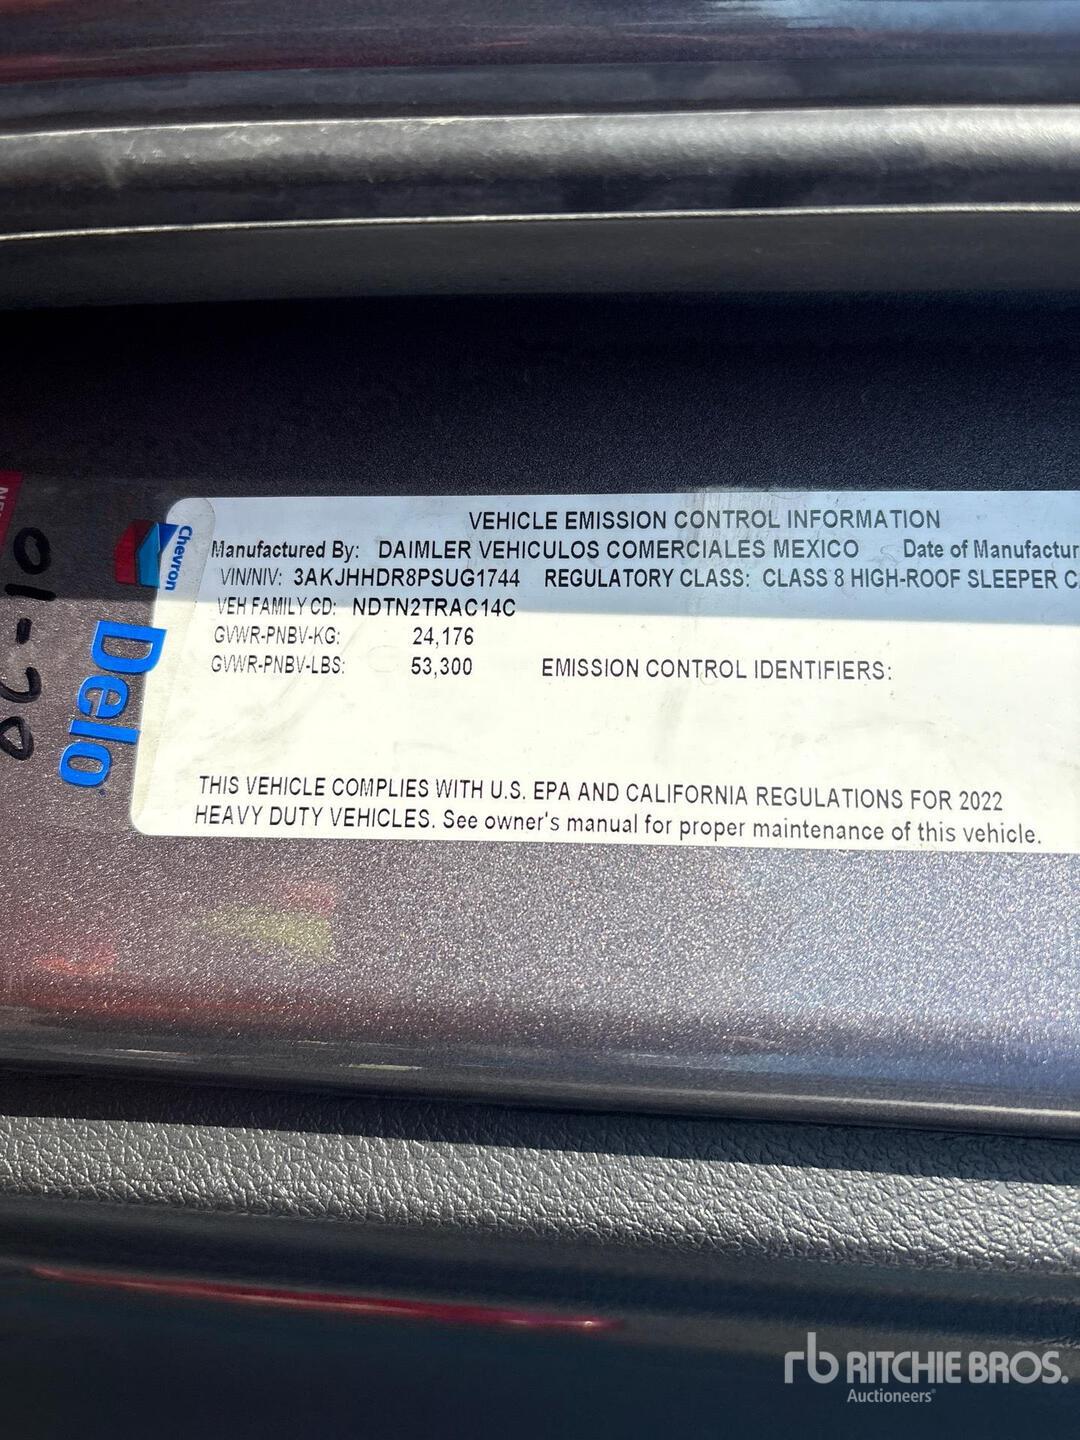 VEHICLE EMISSION CONTROL INFORMATION
Manufactured By: DAIMLER VEHICULOS COMERCIALES MEXICO Date of Manufactur
VIN/NIV: 3AKJHHDR8PSUG1744 REGULATORY CLASS: CLASS 8 HIGH-ROOF SLEEPER C
VEH FAMILY CD: NDTN2TRAC14C
GVWR-PNBV-KG: 24,176
GVWR-PNBV-LBS: 53,300 EMISSION CONTROL IDENTIFIERS:
THIS VEHICLE COMPLIES WITH U.S. EPA AND CALIFORNIA REGULATIONS FOR 2022
HEAVY DUTY VEHICLES. See owner's manual for proper maintenance of this vehicle.
Chevron
Delo
rb RITCHIE BROS.
Auctioneers